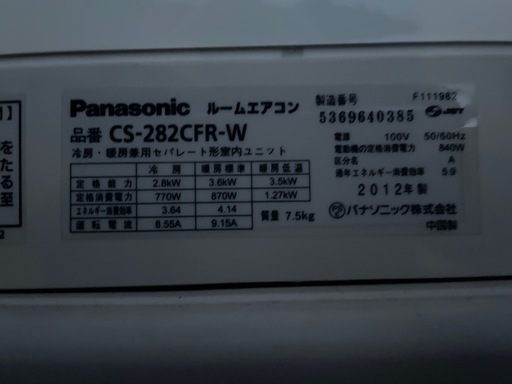 】
を
た
る
至
2
Panasonic ルームエアコン
品番 CS-282CFR-W
冷房・暖房兼用セパレート形室内ユニット
冷 房 暖房標準 暖房低温
定 格 能 力 2.8kW 3.6kW 3.5kW
定格消費電力 770W 870W 1.27kW
エネルギー消費効率 3.64 4.14
運 転 電 流 8.55A 9.15A
質量 7.5kg
製造番号 F111982
5369640385
JET
電源 100V 50/60Hz
電動機の定格消費電力 840W
区分名 A
通年エネルギー消費効率 5.9
2012年製
パナソニック株式会社
中国製